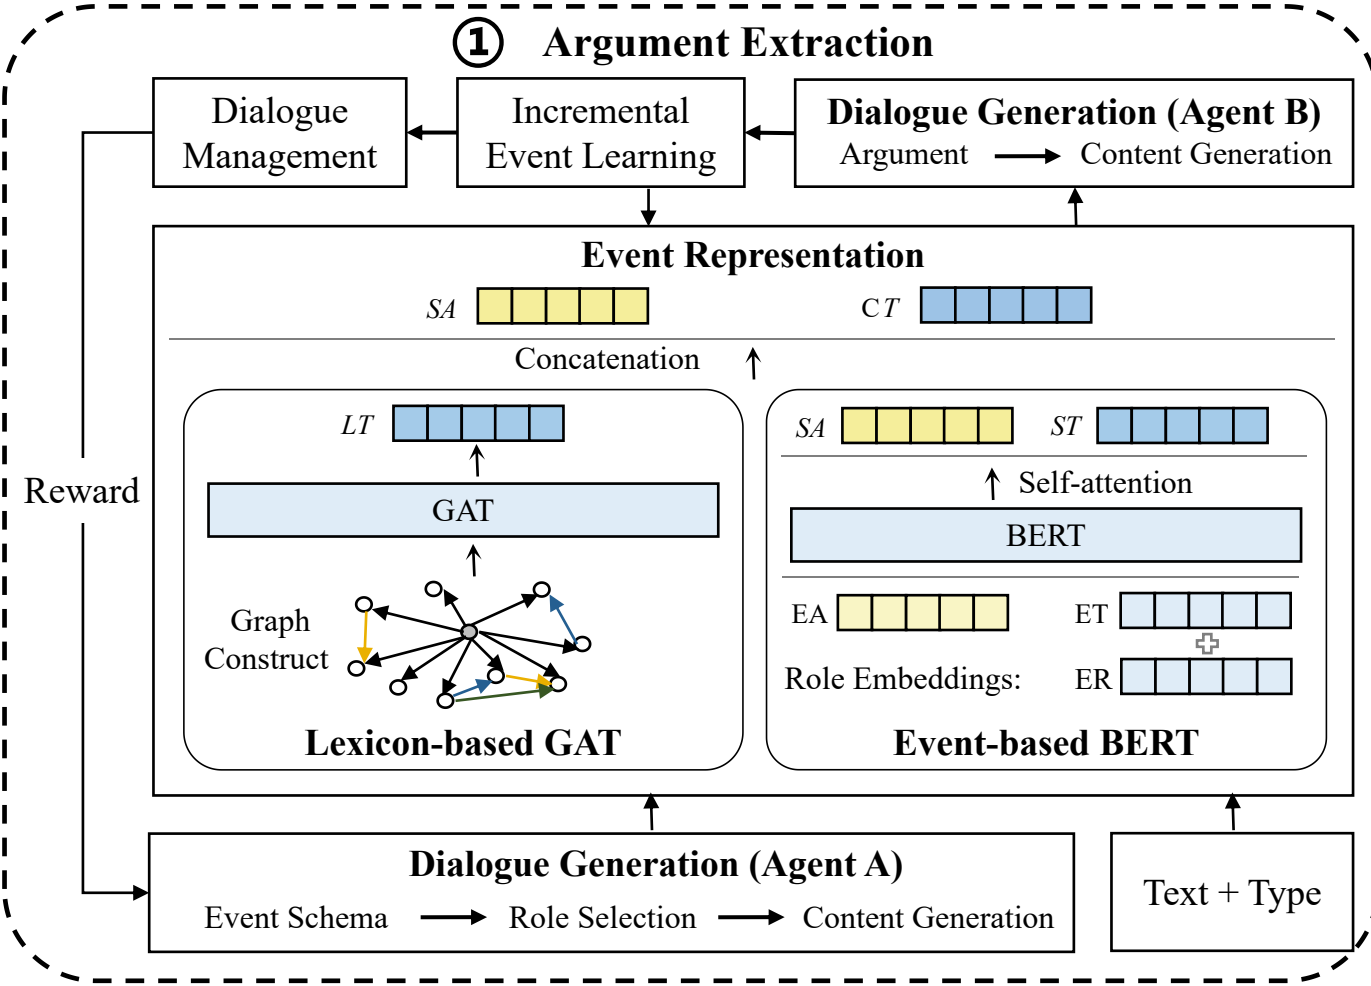 ① Argument Extraction
Dialogue
Management
Incremental
Event Learning
Dialogue Generation (Agent B)
Argument Content Generation
Event Representation
SA
CT
Concatenation
LT
GAT
Graph
Construct
Lexicon-based GAT
SA
ST
Self-attention
BERT
EA
ET
Role Embeddings:
ER
Event-based BERT
Reward
Dialogue Generation (Agent A)
Event Schema Role Selection Content Generation
Text + Type